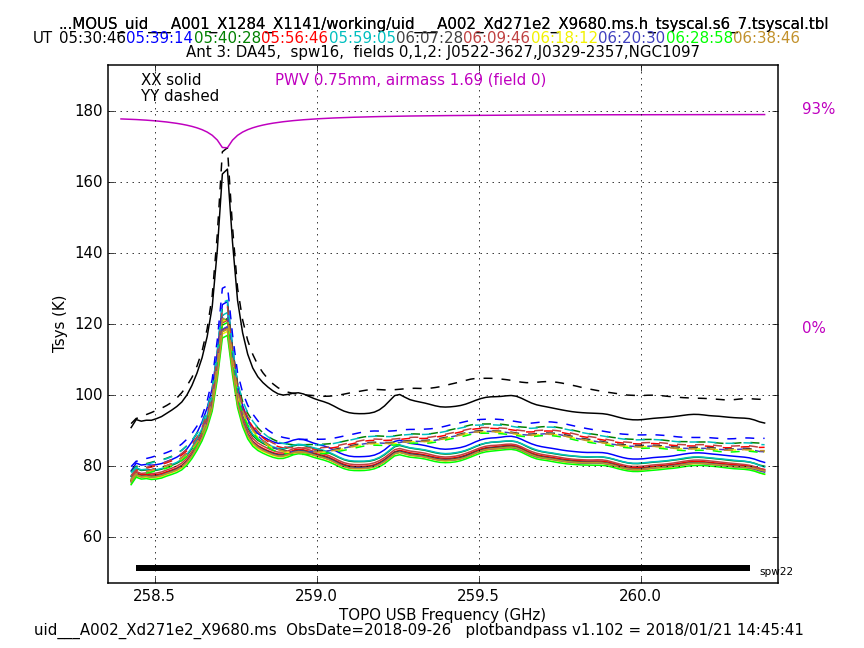 ...MOUS_uid___A001_X1284_X1141/working/uid___A002_Xd271e2_X9680.ms.h_tsyscal.s6_7.tsyscal.tbl
UT 05:30:46 05:39:14 05:40:28 05:56:46 05:59:05 06:07:28 06:09:46 06:18:12 06:20:30 06:28:58 06:38:46
Ant 3: DA45, spw16, fields 0,1,2: J0522-3627,J0329-2357,NGC1097
XX solid
PWV 0.75mm, airmass 1.69 (field 0)
YY dashed
93%
180
160
140
0%
120
100
80
60
Tsys (K)
spw22
258.5 259.0 259.5 260.0
TOPO USB Frequency (GHz)
uid___A002_Xd271e2_X9680.ms ObsDate=2018-09-26 plotbandpass v1.102 = 2018/01/21 14:45:41